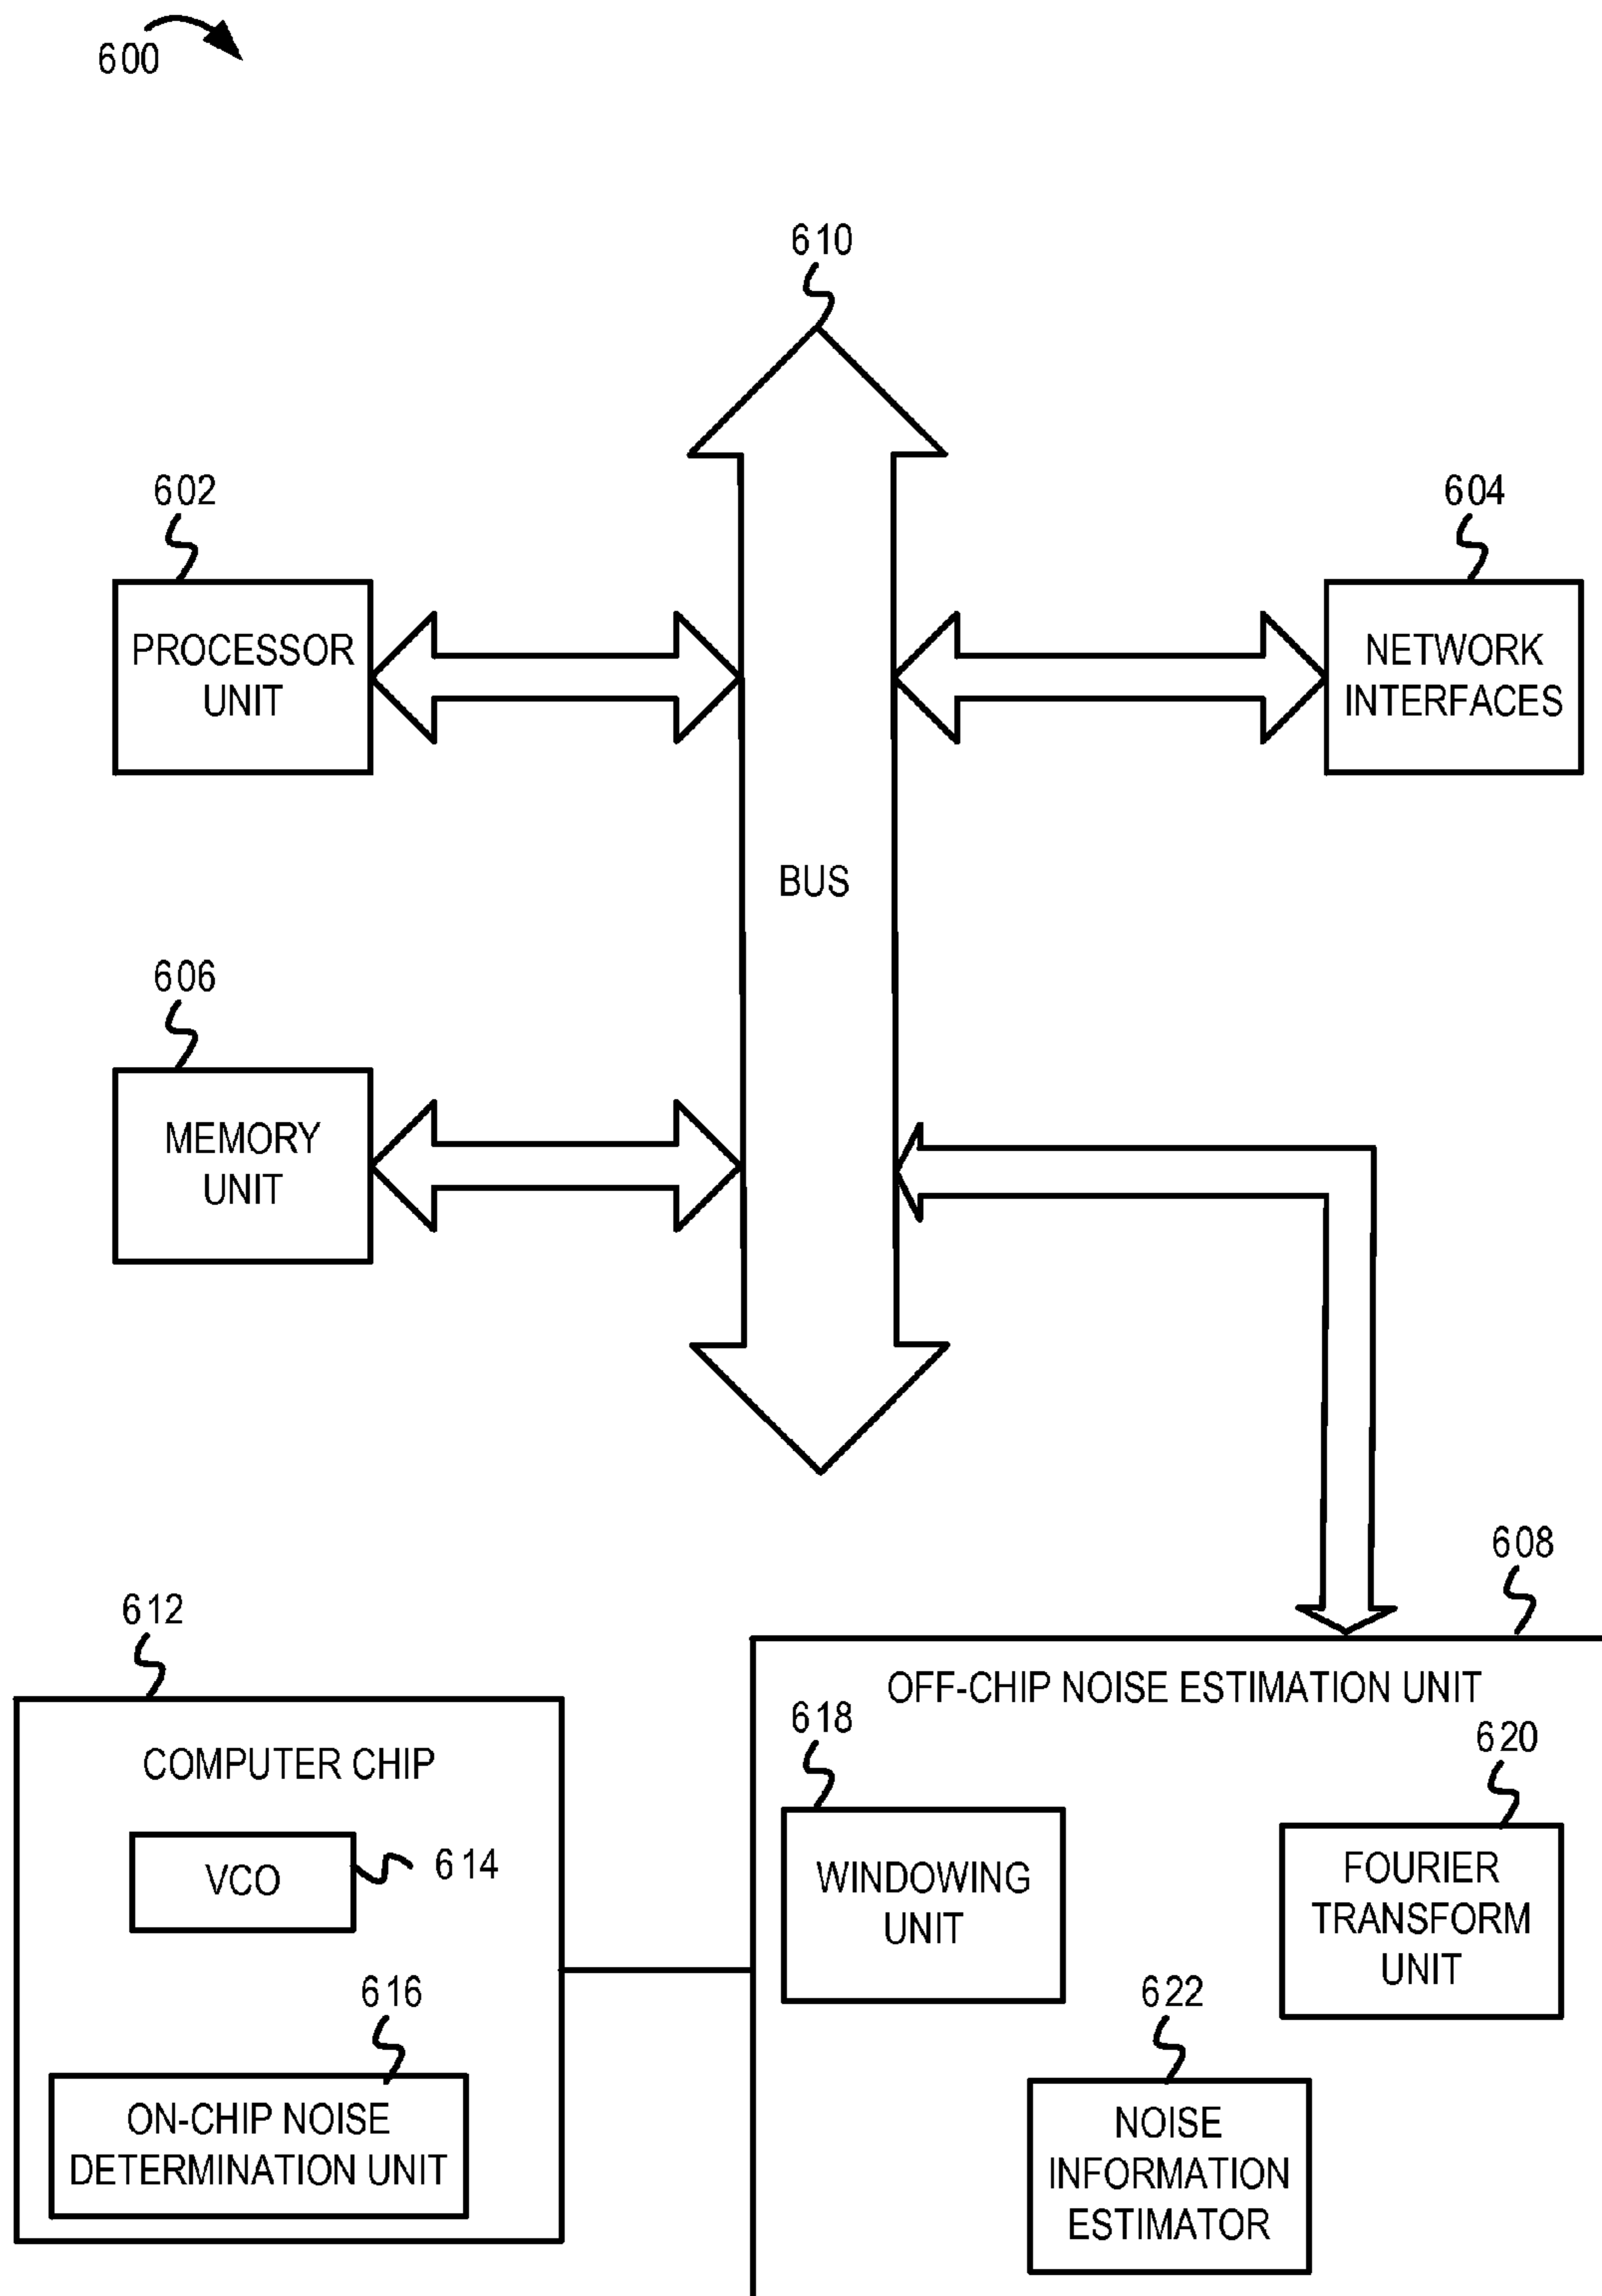 600
610
602
604
PROCESSOR
UNIT
NETWORK
INTERFACES
BUS
606
MEMORY
UNIT
608
612
OFF-CHIP NOISE ESTIMATION UNIT
618
620
COMPUTER CHIP
VCO
614
WINDOWING
UNIT
FOURIER
TRANSFORM
UNIT
616
622
ON-CHIP NOISE
DETERMINATION UNIT
NOISE
INFORMATION
ESTIMATOR